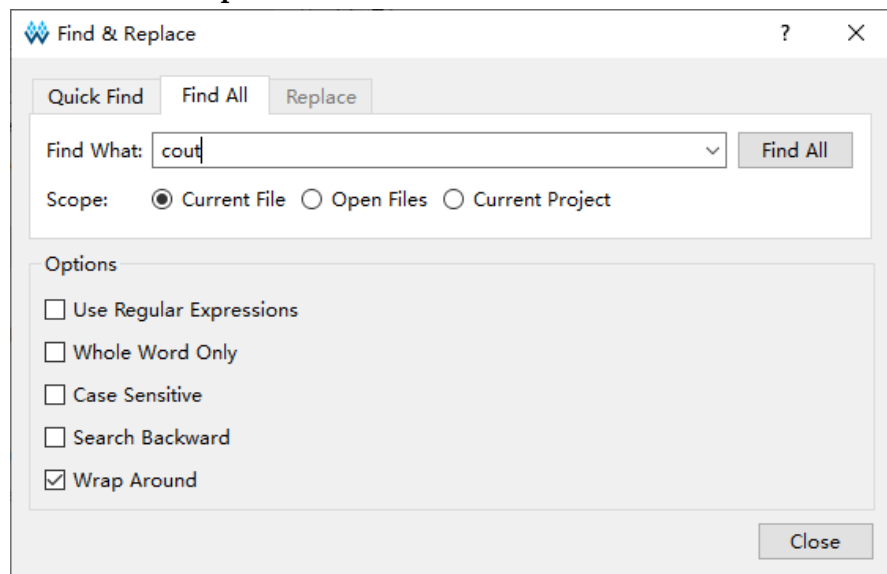 Find & Replace ?
Quick Find Find All Replace
Find What: cout Find All
Scope: Current File Open Files Current Project
Options
Use Regular Expressions
Whole Word Only
Case Sensitive
Search Backward
Wrap Around
Close